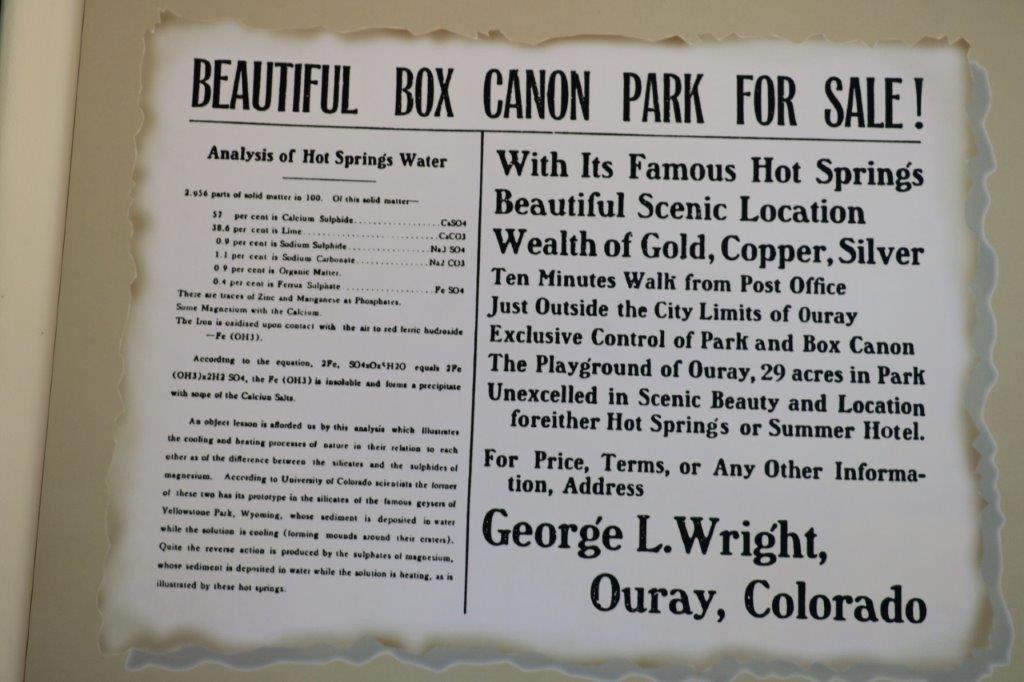 BEAUTIFUL BOX CANON PARK FOR SALE!
Analysis of Hot Springs Water
2.956 parts of solid matter in 100. Of this solid matter—
57 per cent is Calcium Sulphide..............CaSO4
38.6 per cent is Lime..............CaCO3
0.9 per cent is Sodium Sulphide..............Na2 SO4
1.1 per cent is Sodium Carbonate..............Na2 CO3
0.9 per cent is Organic Matter.
0.4 per cent is Ferrus Sulphate ..............Fe SO4
There are traces of Zinc and Manganese as Phosphates.
Some Magnesium with the Calcium.
The Iron is oxidised upon contact with the air to red ferric hudroxide
—Fe (OH3).
According to the equation, 2Fe, equals 2Fe
(OH3)x2H2 SO4, the Fe (OH3) is insoluble and forms a precipitate
with some of the Calcium Salts.
An object lesson is afforded us by this analysis which illustrates
the cooling and heating processes of nature in their relation to each
other as of the difference between the silicates and the sulphides of
magnesium. According to University of Colorado scientists the former
of these two has its prototype in the silicates of the famous geysers of
Yellowstone Park, Wyoming, whose sediment is deposited in water
while the solution is cooling (forming mounds around their craters).
Quite the reverse action is produced by the sulphates of magnesium,
whose sediment is deposited in water while the solution is heating, as is
illustrated by these hot springs.
With Its Famous Hot Springs
Beautiful Scenic Location
Wealth of Gold, Copper, Silver
Ten Minutes Walk from Post Office
Just Outside the City Limits of Ouray
Exclusive Control of Park and Box Canon
The Playground of Ouray, 29 acres in Park
Unexcelled in Scenic Beauty and Location
foreither Hot Springs or Summer Hotel.
For Price, Terms, or Any Other Informa-
tion, Address
George L. Wright,
Ouray, Colorado